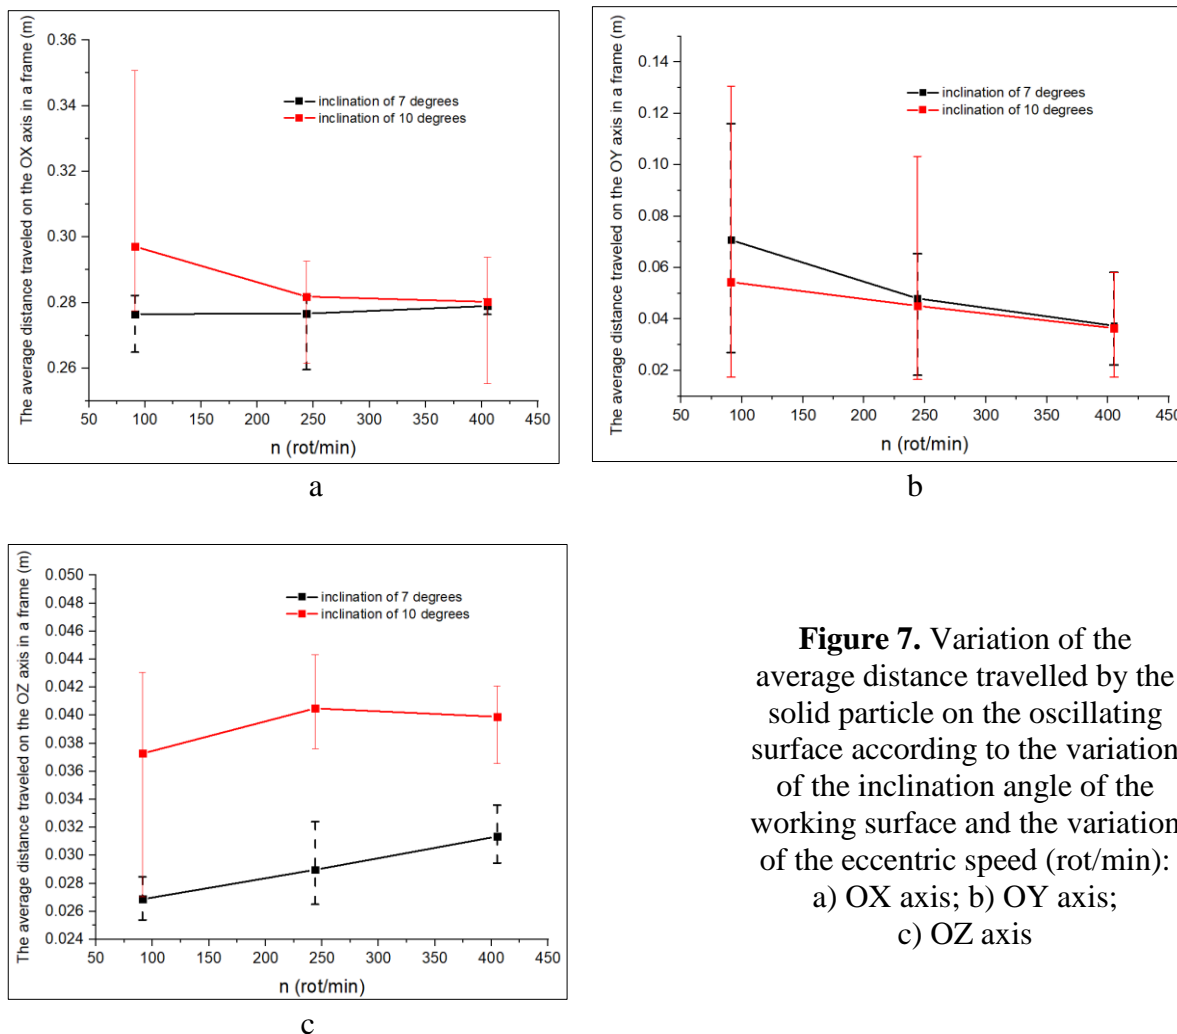 The average distance traveled on the OX axis in a frame (m)
0.36
0.34
0.32
0.30
0.28
0.26
inclination of 7 degrees
inclination of 10 degrees
50 100 150 200 250 300 350 400 450
n (rot/min)
a
The average distance traveled on the OY axis in a frame (m)
0.14
0.12
0.10
0.08
0.06
0.04
0.02
inclination of 7 degrees
inclination of 10 degrees
50 100 150 200 250 300 350 400 450
n (rot/min)
b
The average distance traveled on the OZ axis in a frame (m)
0.050
0.048
0.046
0.044
0.042
0.040
0.038
0.036
0.034
0.032
0.030
0.028
0.026
0.024
inclination of 7 degrees
inclination of 10 degrees
50 100 150 200 250 300 350 400 450
n (rot/min)
c
Figure 7. Variation of the
average distance travelled by the
solid particle on the oscillating
surface according to the variation
of the inclination angle of the
working surface and the variation
of the eccentric speed (rot/min):
a) OX axis; b) OY axis;
c) OZ axis